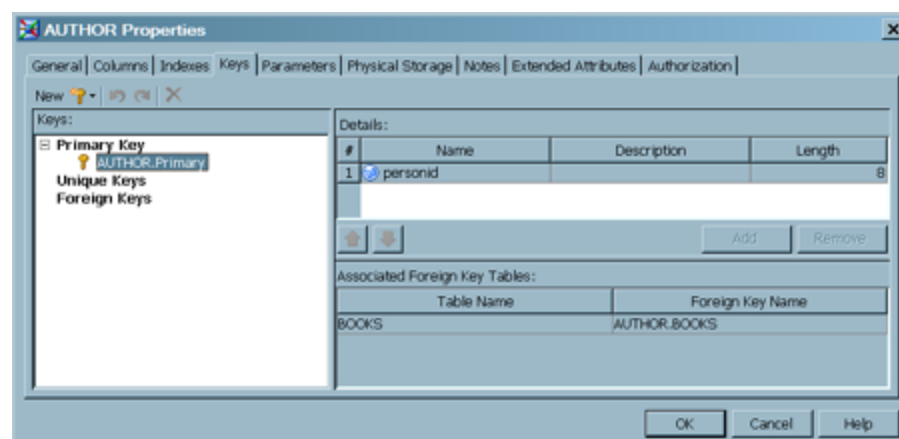 AUTHOR Properties
General Columns Indexes Keys Parameters Physical Storage Notes Extended Attributes Authorization
New
Keys:
Primary Key
AUTHOR.Primary
Unique Keys
Foreign Keys
Details:
# Name Description Length
1 personid 8
Add Remove
Associated Foreign Key Tables:
Table Name Foreign Key Name
BOOKS AUTHOR.BOOKS
OK Cancel Help